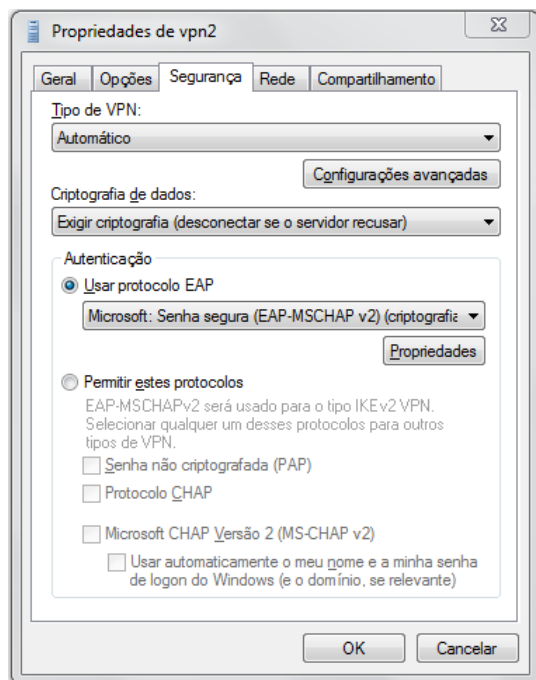 Propriedades de vpn2
Geral Opções Segurança Rede Compartilhamento
Tipo de VPN:
Automático
Configurações avançadas
Criptografia de dados:
Exigir criptografia (desconectar se o servidor recusar)
Autenticação
Usar protocolo EAP
Microsoft: Senha segura (EAP-MSCHAP v2) (criptografia
Propriedades
Permitir estes protocolos
EAP-MSCHAPv2 será usado para o tipo IKEv2 VPN.
Selecionar qualquer um desses protocolos para outros
tipos de VPN.
Senha não criptografada (PAP)
Protocolo CHAP
Microsoft CHAP Versão 2 (MS-CHAP v2)
Usar automaticamente o meu nome e a minha senha
de logon do Windows (e o domínio, se relevante)
OK Cancelar